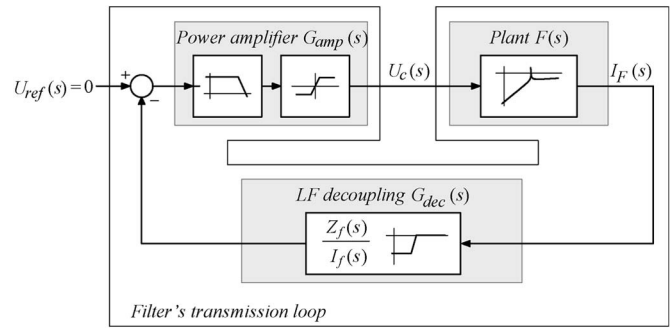 Power amplifier G_amp (s)
Plant F(s)
U_ref (s) = 0
+
−
U_c (s)
I_F (s)
LF decoupling G_dec (s)
Z_f (s)
I_f (s)
Filter's transmission loop